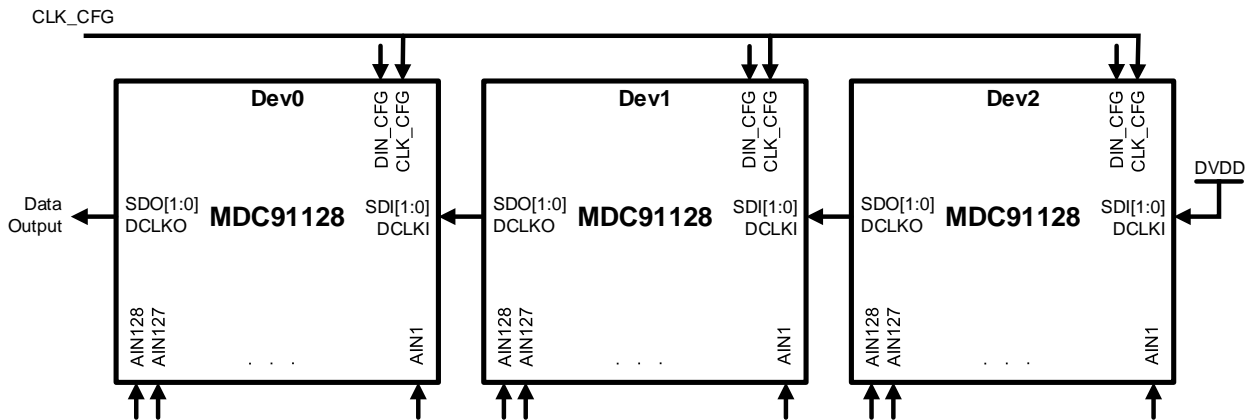 CLK_CFG
Dev0
DIN_CFG
CLK_CFG
Data
Output
SDO[1:0]
DCLKO
MDC91128
SDI[1:0]
DCLKI
AIN128
AIN127
. . .
AIN1
Dev1
DIN_CFG
CLK_CFG
SDO[1:0]
DCLKO
MDC91128
SDI[1:0]
DCLKI
AIN128
AIN127
. . .
AIN1
Dev2
DIN_CFG
CLK_CFG
SDO[1:0]
DCLKO
MDC91128
SDI[1:0]
DCLKI
DVDD
AIN128
AIN127
. . .
AIN1